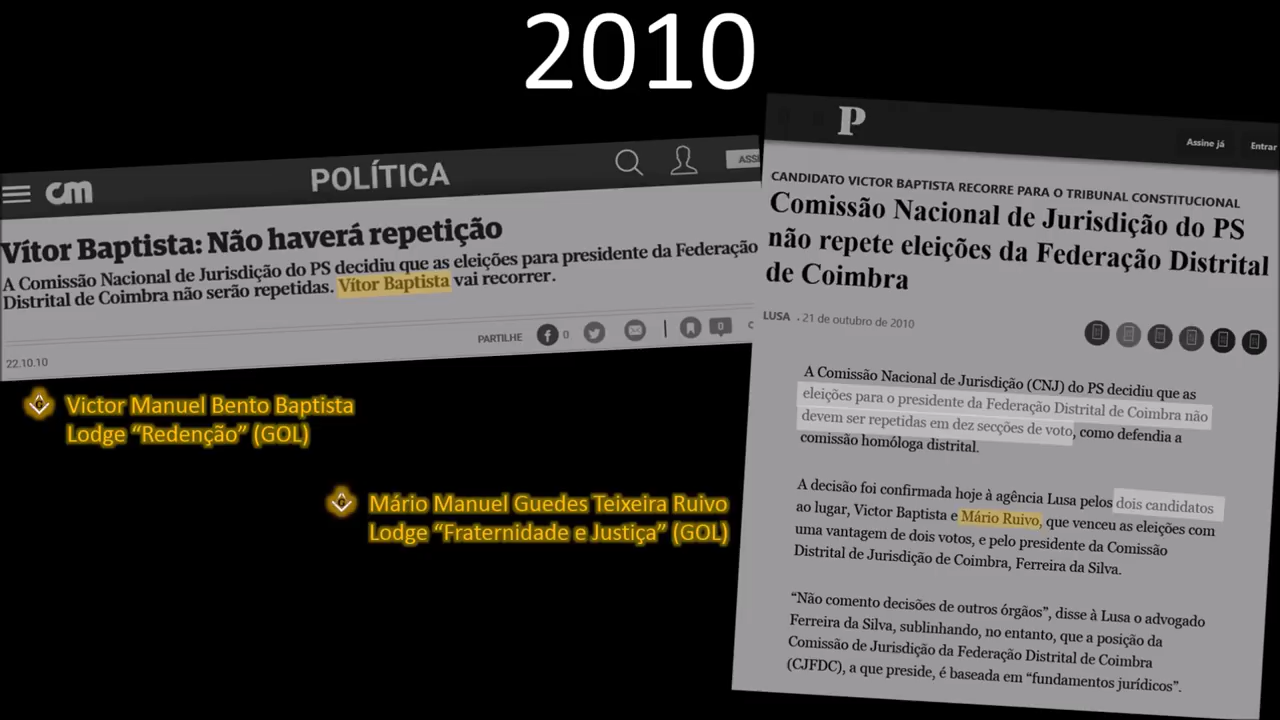 2010
cm
POLÍTICA
ASSI
Vítor Baptista: Não haverá repetição
A Comissão Nacional de Jurisdição do PS decidiu que as eleições para presidente da Federação
Distrital de Coimbra não serão repetidas. Vítor Baptista vai recorrer.
PARTILHE 0 0
22.10.10
Victor Manuel Bento Baptista
Lodge “Redenção” (GOL)
Mário Manuel Guedes Teixeira Ruivo
Lodge “Fraternidade e Justiça” (GOL)
P
Assine já Entrar
CANDIDATO VICTOR BAPTISTA RECORRE PARA O TRIBUNAL CONSTITUCIONAL
Comissão Nacional de Jurisdição do PS
não repete eleições da Federação Distrital
de Coimbra
LUSA . 21 de outubro de 2010
A Comissão Nacional de Jurisdição (CNJ) do PS decidiu que as
eleições para o presidente da Federação Distrital de Coimbra não
devem ser repetidas em dez secções de voto, como defendia a
comissão homóloga distrital.
A decisão foi confirmada hoje à agência Lusa pelos dois candidatos
ao lugar, Victor Baptista e Mário Ruivo, que venceu as eleições com
uma vantagem de dois votos, e pelo presidente da Comissão
Distrital de Jurisdição de Coimbra, Ferreira da Silva.
“Não comento decisões de outros órgãos”, disse à Lusa o advogado
Ferreira da Silva, sublinhando, no entanto, que a posição da
Comissão de Jurisdição da Federação Distrital de Coimbra
(CJFDC), a que preside, é baseada em “fundamentos jurídicos”.